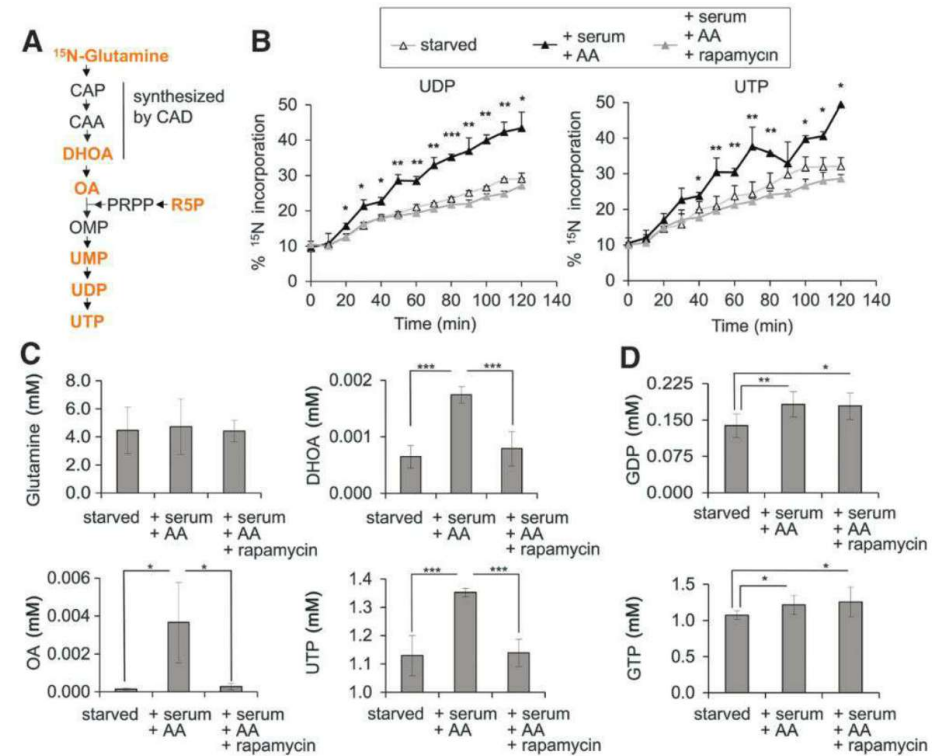 A
15N-Glutamine
CAP
CAA
DHOA
synthesized
by CAD
OA
PRPP
R5P
OMP
UMP
UDP
UTP
B
starved
+ serum
+ AA
+ serum
+ AA
+ rapamycin
UDP
% 15N incorporation
50
40
30
20
10
0
* * * ** ** ** *** ** ** ** *
0 20 40 60 80 100 120 140
Time (min)
UTP
% 15N incorporation
50
40
30
20
10
0
* ** ** ** ** * * *
0 20 40 60 80 100 120 140
Time (min)
C
Glutamine (mM)
8.0
6.0
4.0
2.0
0.0
starved
+ serum
+ AA
+ serum
+ AA
+ rapamycin
DHOA (mM)
0.002
0.001
0.000
*** ***
starved
+ serum
+ AA
+ serum
+ AA
+ rapamycin
OA (mM)
0.006
0.004
0.002
0.000
* *
starved
+ serum
+ AA
+ serum
+ AA
+ rapamycin
UTP (mM)
1.4
1.3
1.2
1.1
1.0
*** ***
starved
+ serum
+ AA
+ serum
+ AA
+ rapamycin
D
GDP (mM)
0.225
0.150
0.075
0.000
*
**
starved
+ serum
+ AA
+ serum
+ AA
+ rapamycin
GTP (mM)
1.5
1.0
0.5
0.0
*
*
starved
+ serum
+ AA
+ serum
+ AA
+ rapamycin